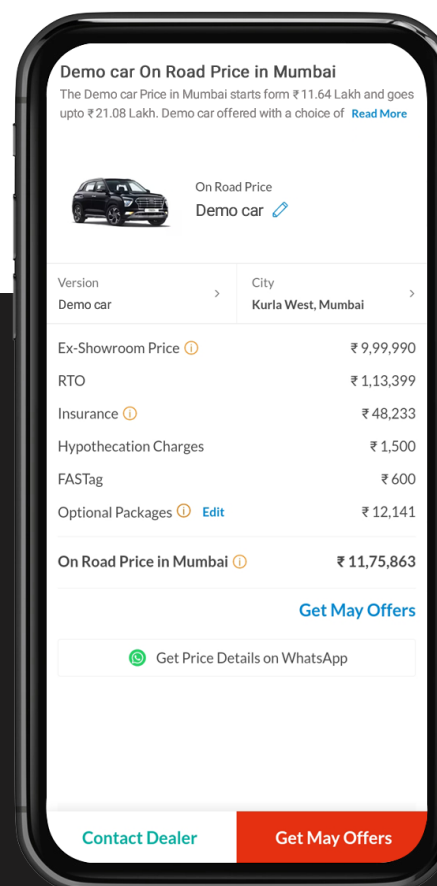 Demo car On Road Price in Mumbai
The Demo car Price in Mumbai starts form ₹11.64 Lakh and goes
upto ₹21.08 Lakh. Demo car offered with a choice of Read More
On Road Price
Demo car
Version
Demo car
City
Kurla West, Mumbai
Ex-Showroom Price ₹ 9,99,990
RTO ₹ 1,13,399
Insurance ₹ 48,233
Hypothecation Charges ₹ 1,500
FASTag ₹ 600
Optional Packages Edit ₹ 12,141
On Road Price in Mumbai ₹ 11,75,863
Get May Offers
Get Price Details on WhatsApp
Contact Dealer
Get May Offers